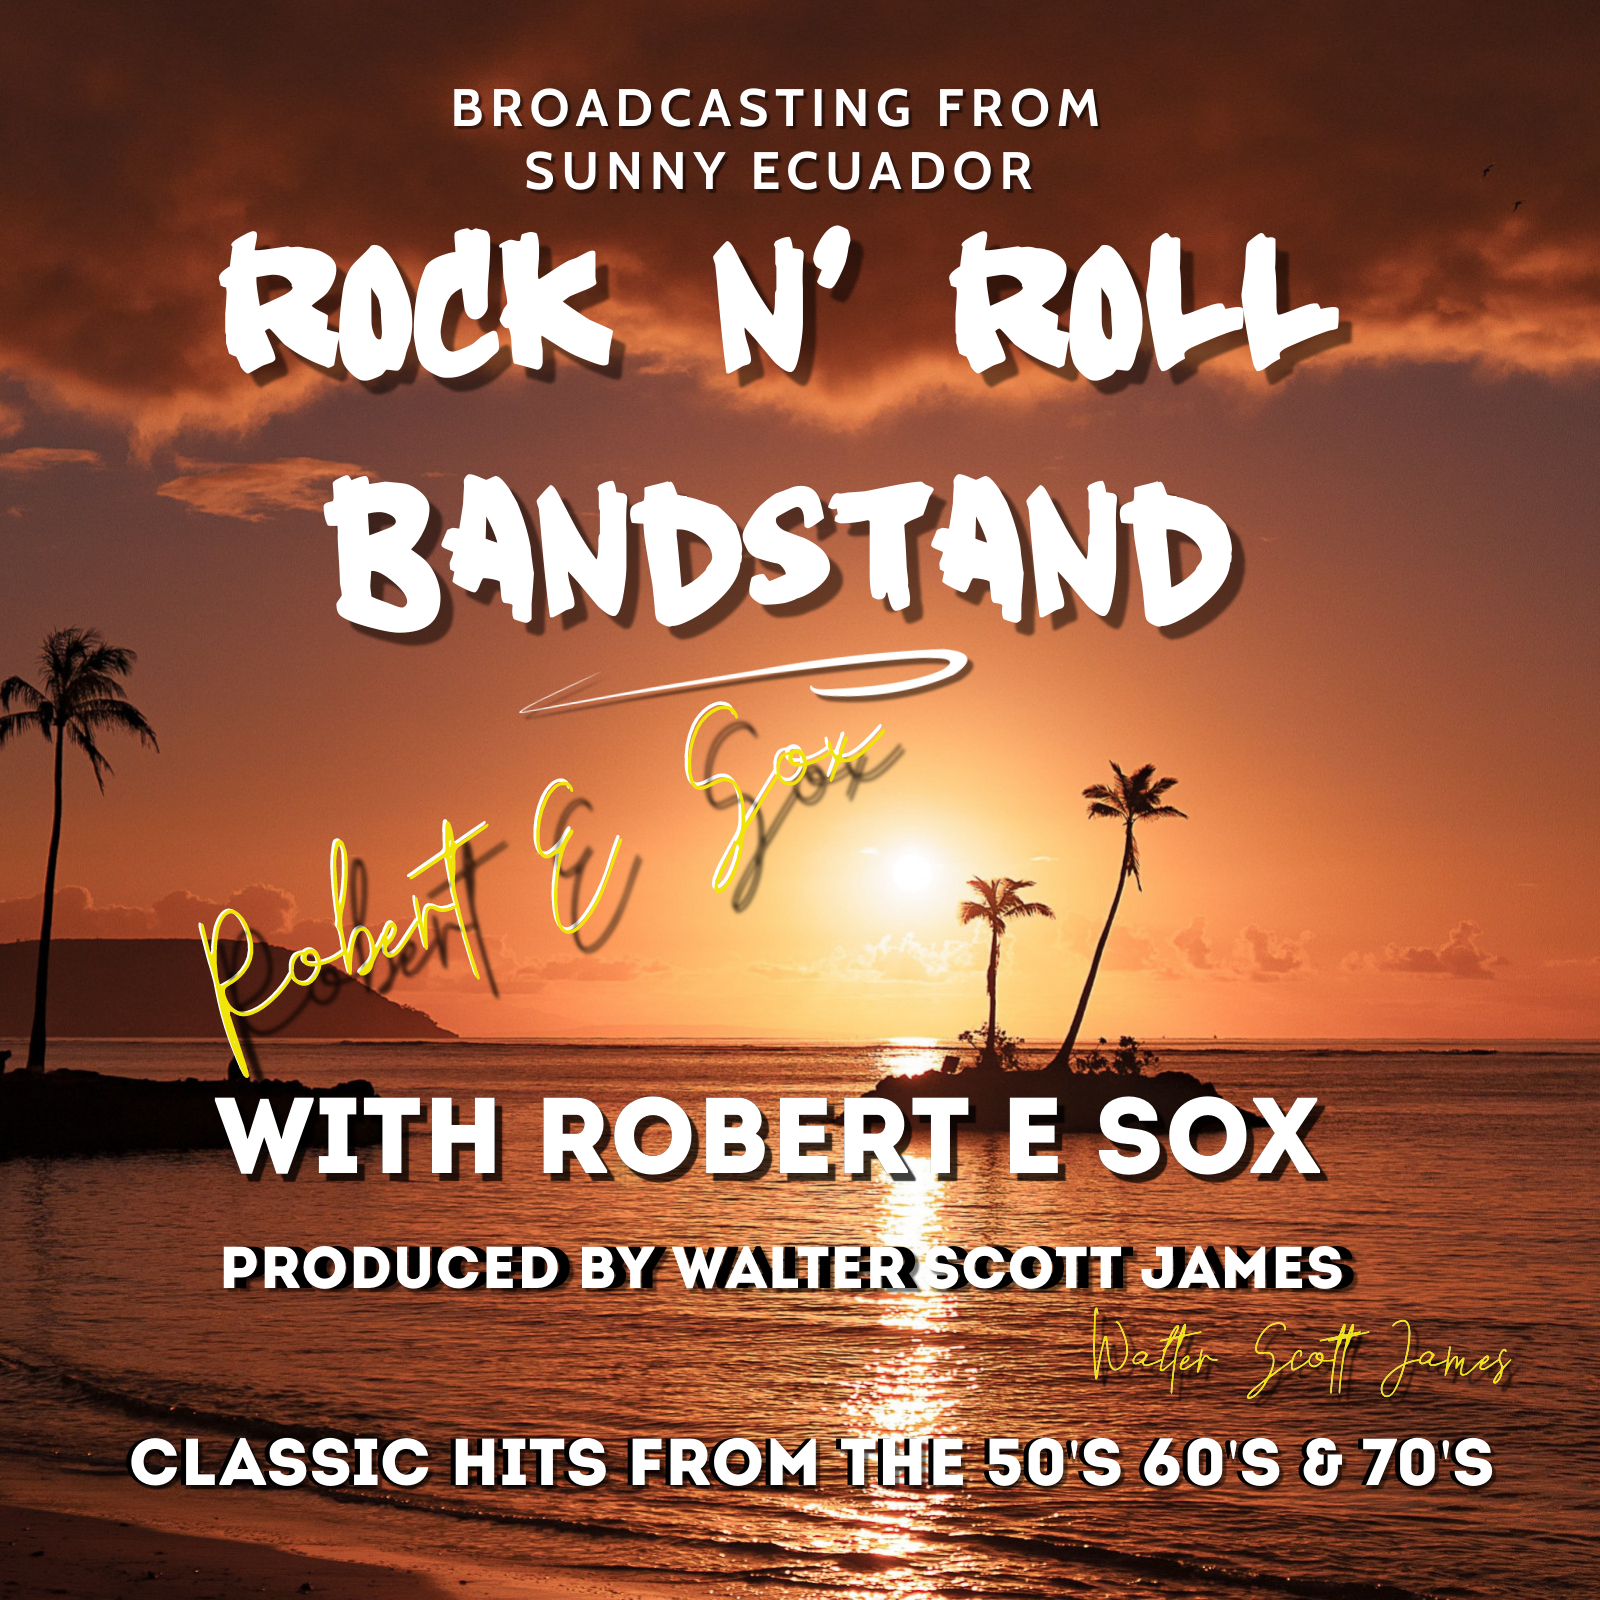 BROADCASTING FROM
SUNNY ECUADOR
ROCK N' ROLL
BANDSTAND
Robert E Sox
WITH ROBERT E SOX
PRODUCED BY WALTER SCOTT JAMES
Walter Scott James
CLASSIC HITS FROM THE 50'S 60'S & 70'S